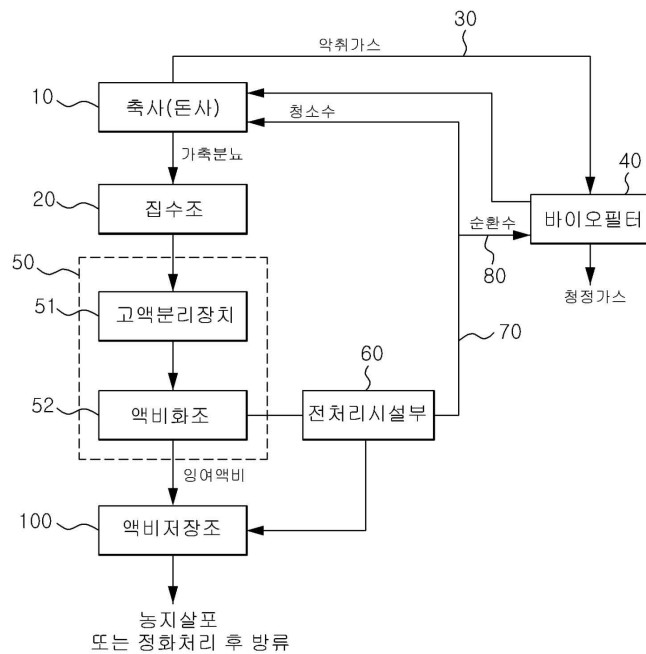 30
악취가스
10
축사(돈사)
청소수
가축분뇨
40
20
집수조
순환수
바이오필터
80
50
청정가스
51
고액분리장치
70
60
52
액비화조
전처리시설부
잉여액비
100
액비저장조
농지살포
또는 정화처리 후 방류